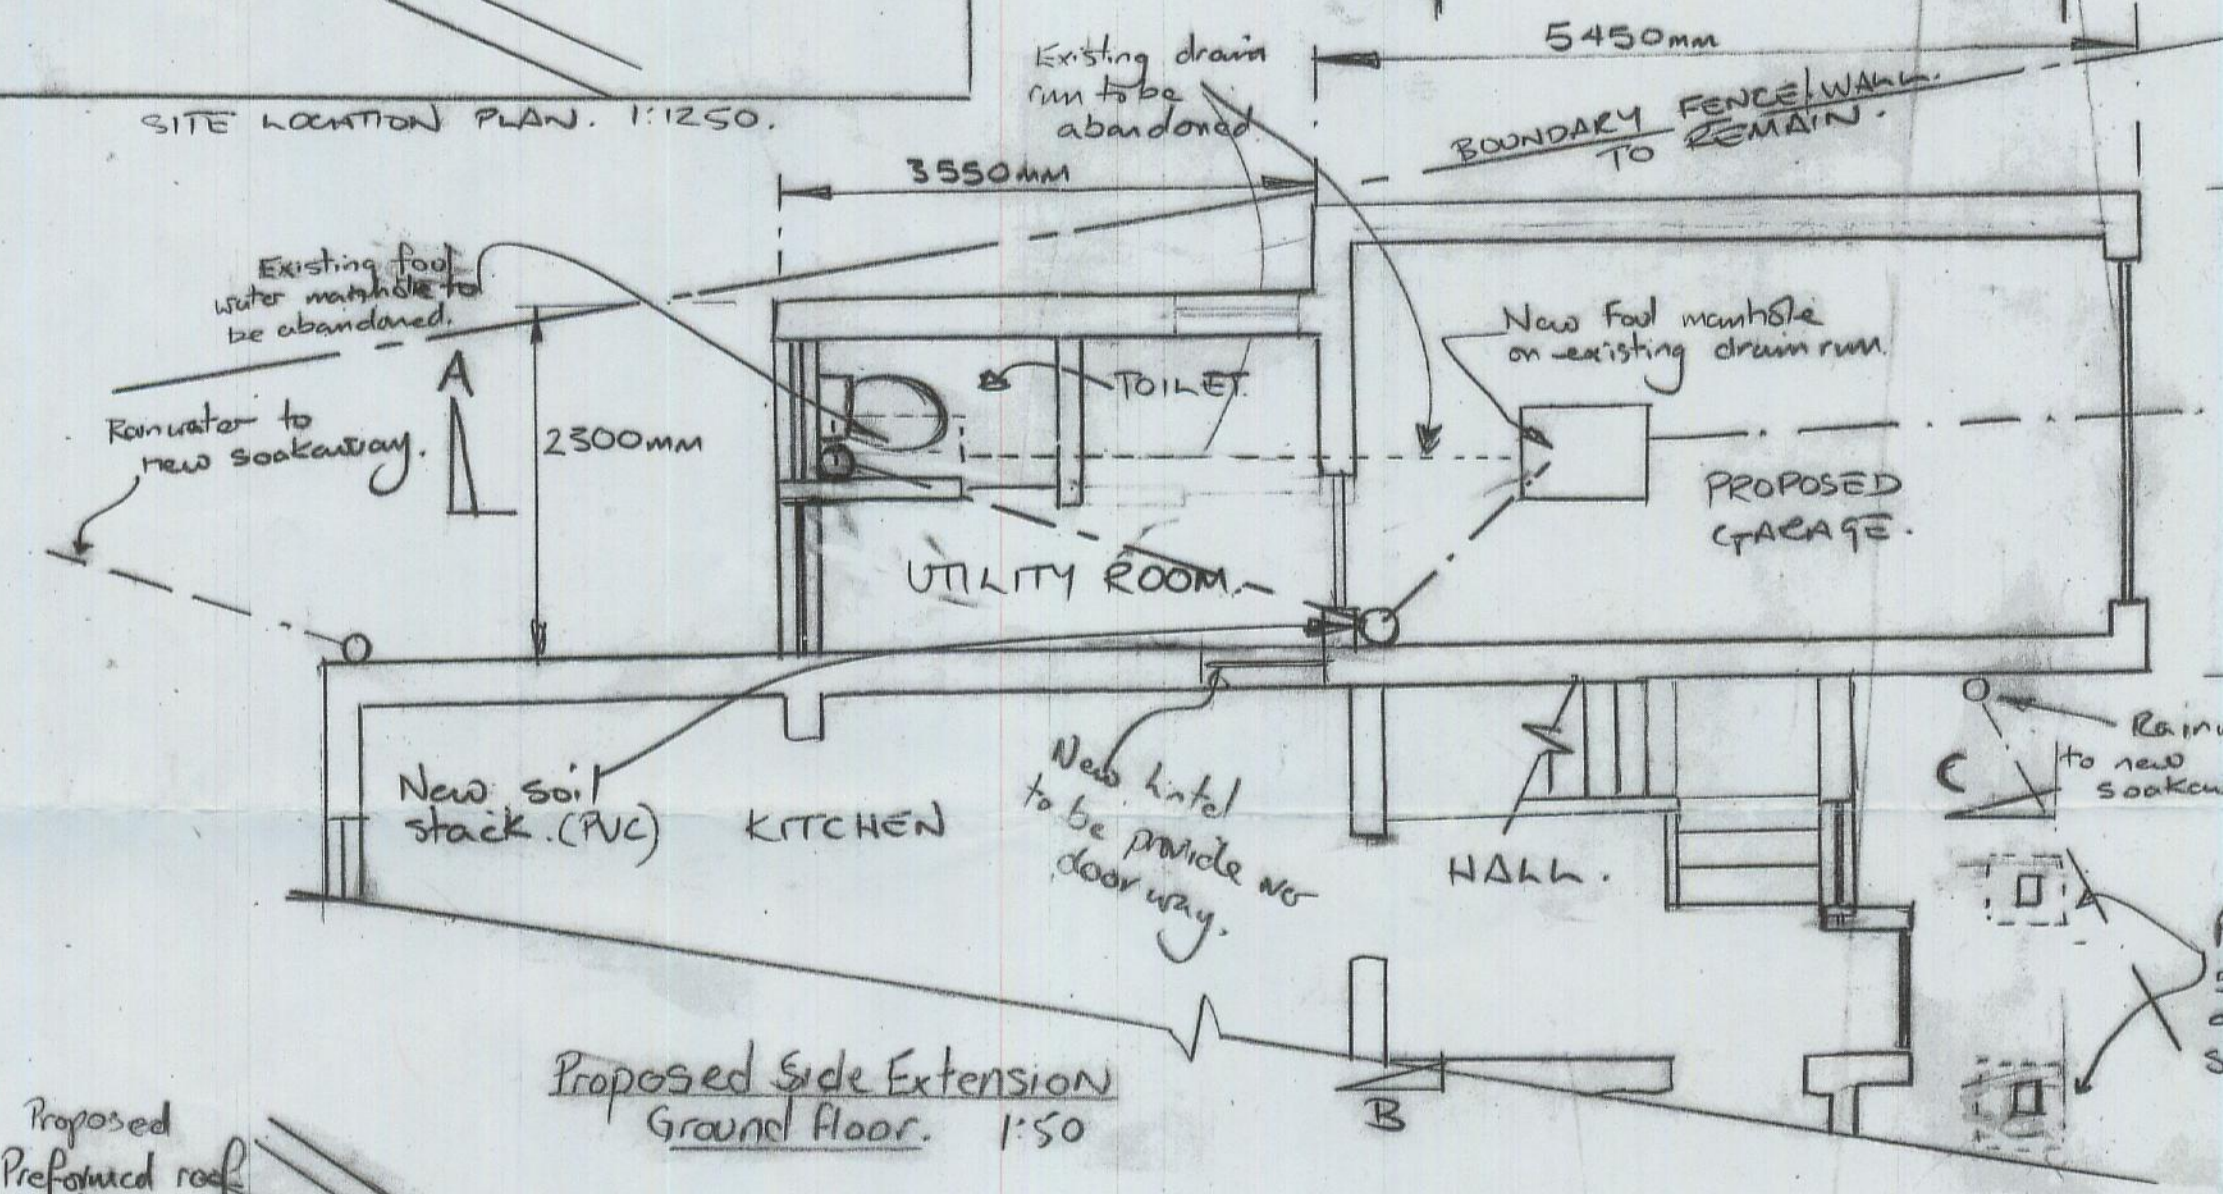 SITE LOCATION PLAN. 1:1250.
Existing drain
run to be
abandoned
5450mm
BOUNDARY FENCE/WALL.
TO REMAIN.
3550mm
Existing foul
water manhole to
be abandoned.
A
Rainwater to
new soakaway.
2300mm
TOILET.
New Foul manhole
on existing drain run.
PROPOSED
GARAGE.
UTILITY ROOM.
New soil
stack. (PVC)
KITCHEN
New lintel
to be provide
door way.
HALL.
to new
C
B
Proposed Side Extension
Ground floor. 1:50
Proposed
Preformed roof